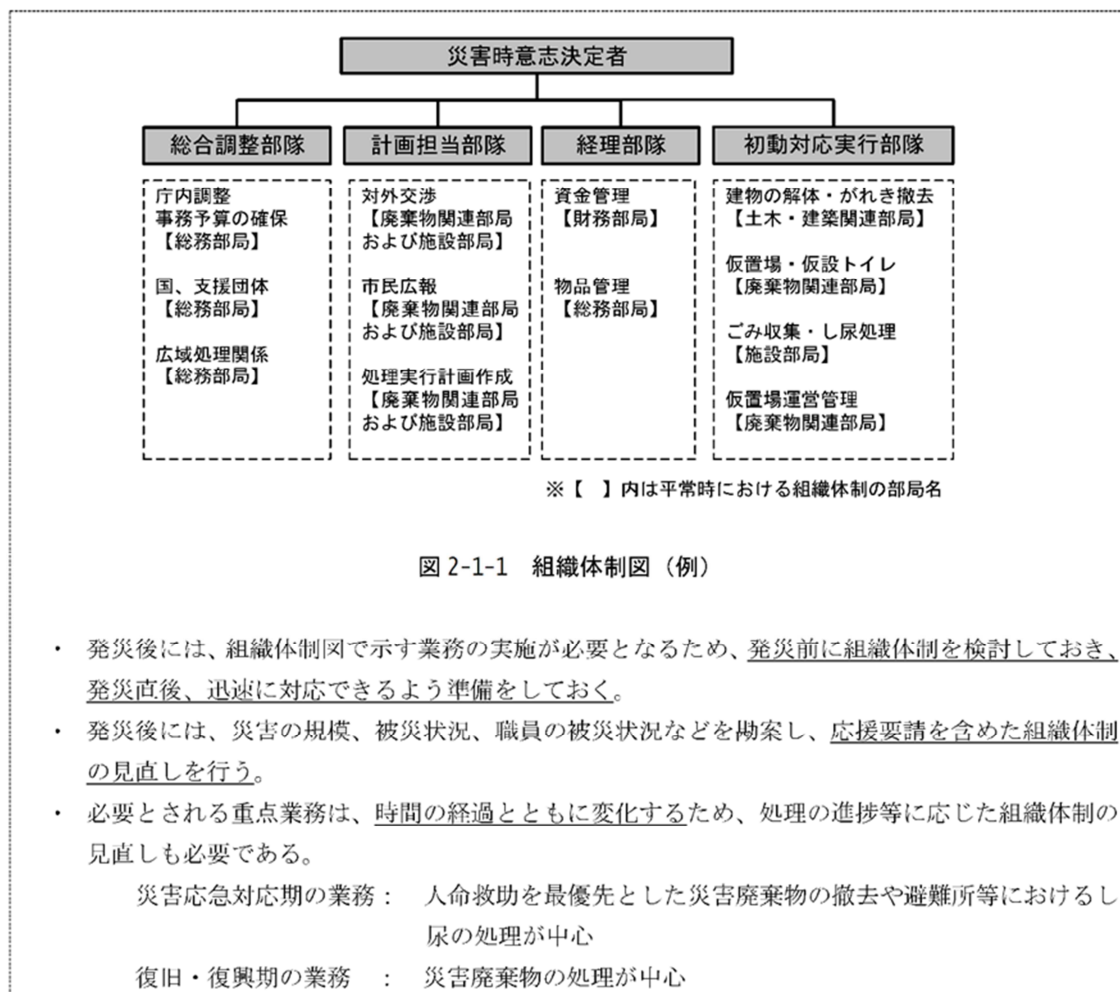 災害時意志決定者
総合調整部隊
庁内調整
事務予算の確保
【総務部局】
国、支援団体
【総務部局】
広域処理関係
【総務部局】
計画担当部隊
対外交渉
【廃棄物関連部局
および施設部局】
市民広報
【廃棄物関連部局
および施設部局】
処理実行計画作成
【廃棄物関連部局
および施設部局】
経理部隊
資金管理
【財務部局】
物品管理
【総務部局】
初動対応実行部隊
建物の解体・がれき撤去
【土木・建築関連部局】
仮置場・仮設トイレ
【廃棄物関連部局】
ごみ収集・し尿処理
【施設部局】
仮置場運営管理
【廃棄物関連部局】
※【　】内は平常時における組織体制の部局名
図 2-1-1　組織体制図（例）
・ 発災後には、組織体制図で示す業務の実施が必要となるため、発災前に組織体制を検討しておき、
発災直後、迅速に対応できるよう準備をしておく。
・ 発災後には、災害の規模、被災状況、職員の被災状況などを勘案し、応援要請を含めた組織体制
の見直しを行う。
・ 必要とされる重点業務は、時間の経過とともに変化するため、処理の進捗等に応じた組織体制の
見直しも必要である。
災害応急対応期の業務： 人命救助を最優先とした災害廃棄物の撤去や避難所等におけるし
尿の処理が中心
復旧・復興期の業務　： 災害廃棄物の処理が中心